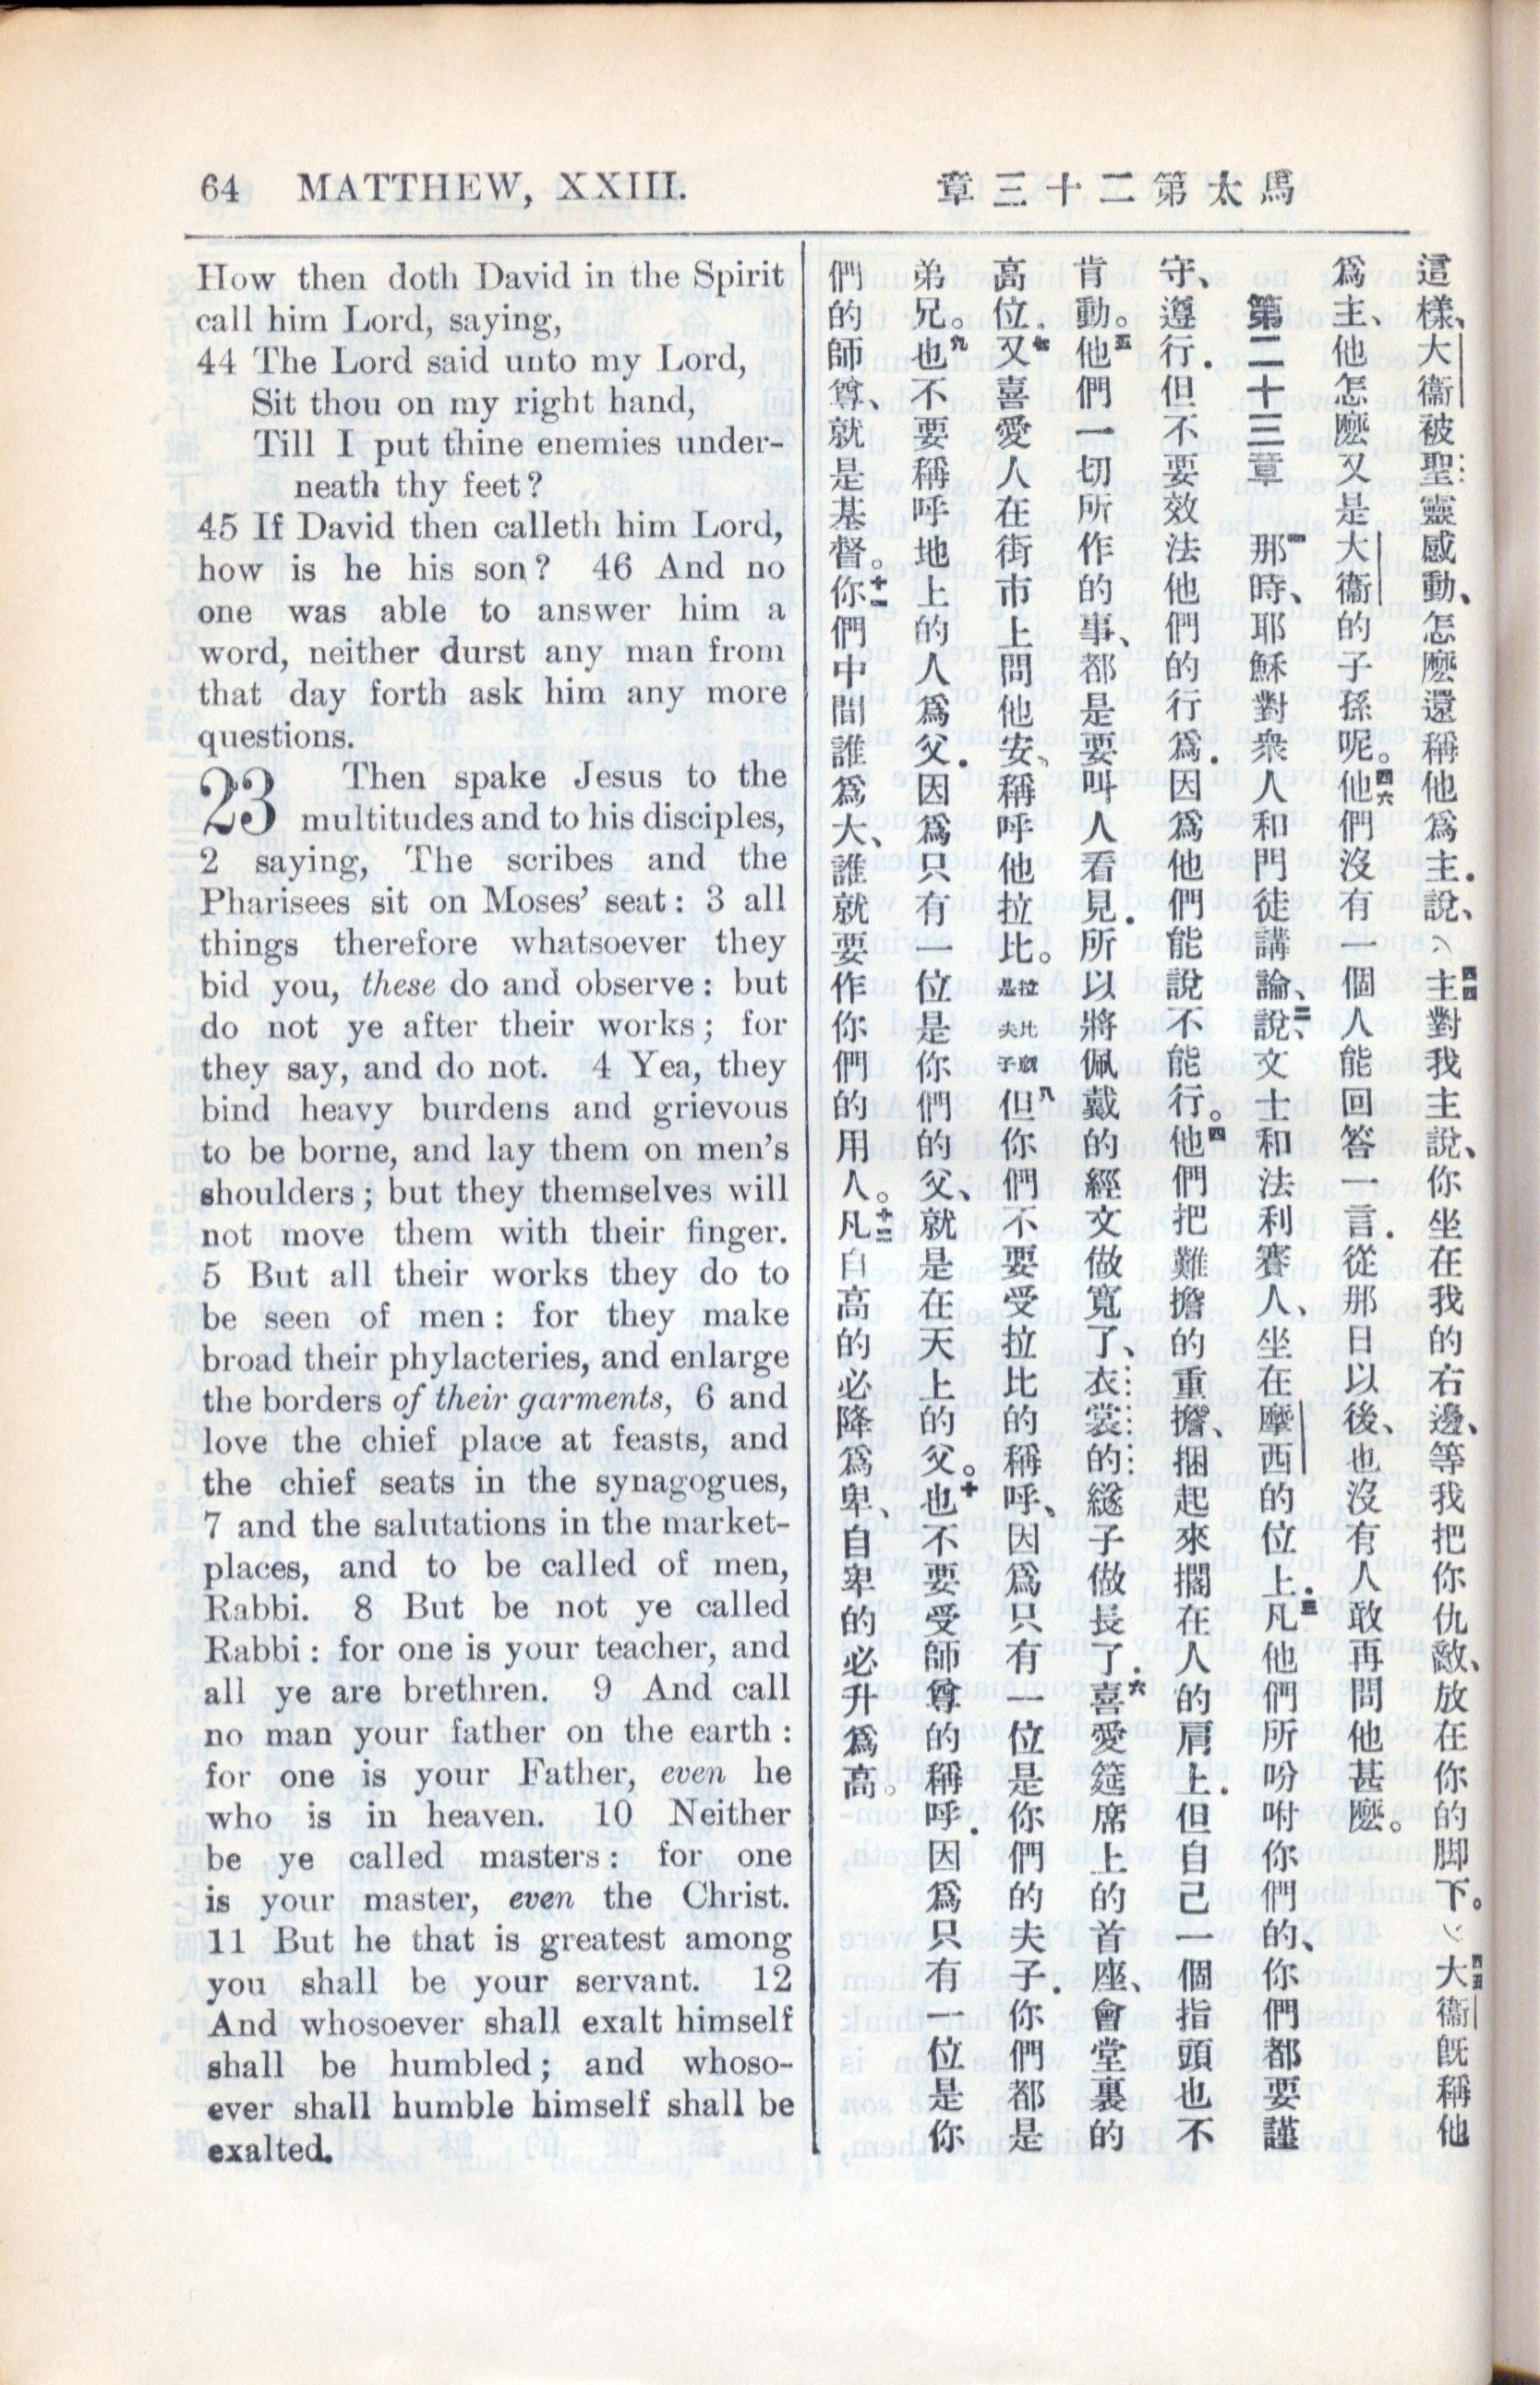 64 MATTHEW, XXIII.
馬太第二十三章
How then doth David in the Spirit
call him Lord, saying,
44 The Lord said unto my Lord,
Sit thou on my right hand,
Till I put thine enemies under-
neath thy feet?
45 If David then calleth him Lord,
how is he his son? 46 And no
one was able to answer him a
word, neither durst any man from
that day forth ask him any more
questions.
23 Then spake Jesus to the
multitudes and to his disciples,
2 saying, The scribes and the
Pharisees sit on Moses' seat: 3 all
things therefore whatsoever they
bid you, these do and observe: but
do not ye after their works; for
they say, and do not. 4 Yea, they
bind heavy burdens and grievous
to be borne, and lay them on men's
shoulders; but they themselves will
not move them with their finger.
5 But all their works they do to
be seen of men: for they make
broad their phylacteries, and enlarge
the borders of their garments, 6 and
love the chief place at feasts, and
the chief seats in the synagogues,
7 and the salutations in the market-
places, and to be called of men,
Rabbi. 8 But be not ye called
Rabbi: for one is your teacher, and
all ye are brethren. 9 And call
no man your father on the earth:
for one is your Father, even he
who is in heaven. 10 Neither
be ye called masters: for one
is your master, even the Christ.
11 But he that is greatest among
you shall be your servant. 12
And whosoever shall exalt himself
shall be humbled; and whoso-
ever shall humble himself shall be
exalted.
這樣、大衞被聖靈感動、怎麼還稱他爲主．說、〵四四主對我主說、你坐在我的右邊、等我把你仇敵、放在你的脚下。〵四五大衞旣稱他
爲主、他怎麼又是大衞的子孫呢。四六他們沒有一個人能回答一言．從那日以後、也沒有人敢再問他甚麼。
第二十三章 一那時、耶穌對衆人和門徒講論、二說、文士和法利賽人、坐在摩西的位上．三凡他們所吩咐你們的、你們都要謹
守、遵行．但不要效法他們的行爲．因爲他們能說不能行。四他們把難擔的重擔、捆起來擱在人的肩上．但自己一個指頭也不
肯動。五他們一切所作的事、都是要叫人看見．所以將佩戴的經文做寬了、衣裳的繸子做長了．六喜愛筵席上的首座、會堂裏的
高位．七又喜愛人在街市上問他安、稱呼他拉比。拉比就是夫子八但你們不要受拉比的稱呼、因爲只有一位是你們的夫子．你們都是
弟兄。九也不要稱呼地上的人爲父．因爲只有一位是你們的父、就是在天上的父。十也不要受師尊的稱呼．因爲只有一位是你
們的師尊、就是基督。十一你們中間誰爲大、誰就要作你們的用人。十二凡自高的必降爲卑、自卑的必升爲高。